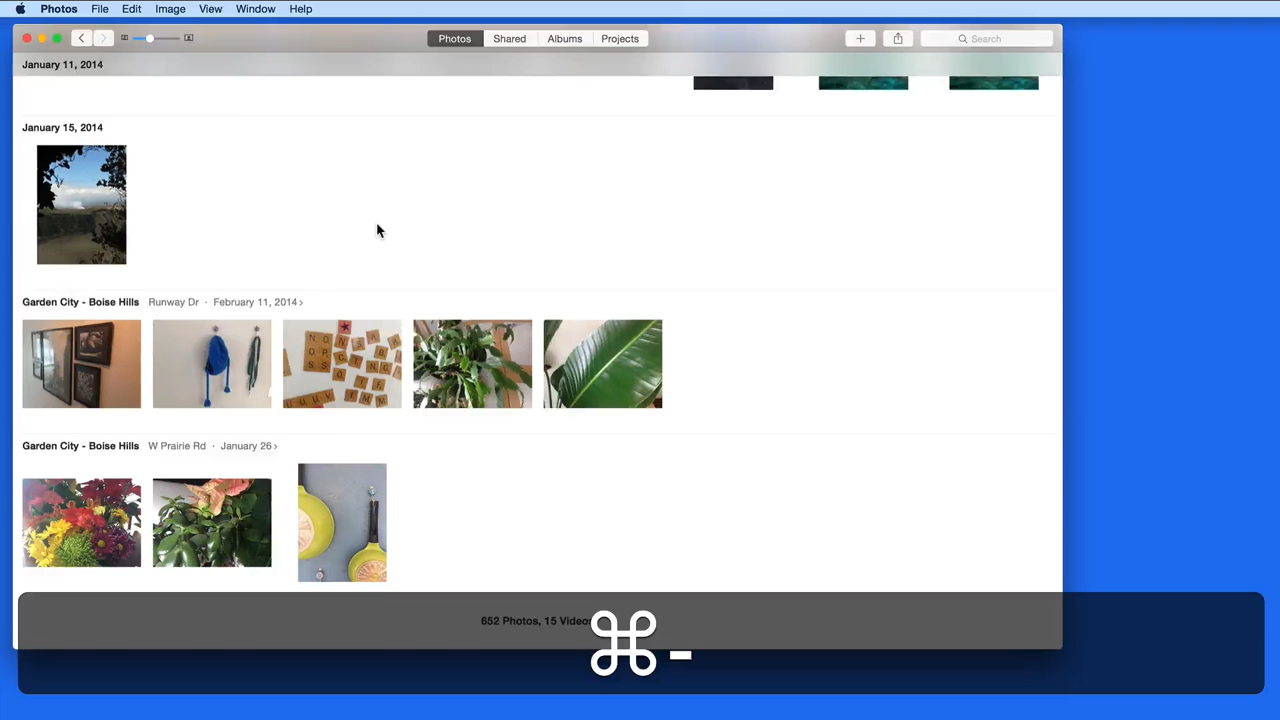 Photos File Edit Image View Window Help
Photos Shared Albums Projects Search
January 11, 2014
January 15, 2014
Garden City - Boise Hills Runway Dr · February 11, 2014 ›
Garden City - Boise Hills W Prairie Rd · January 26 ›
652 Photos, 15 Videos
⌘ -